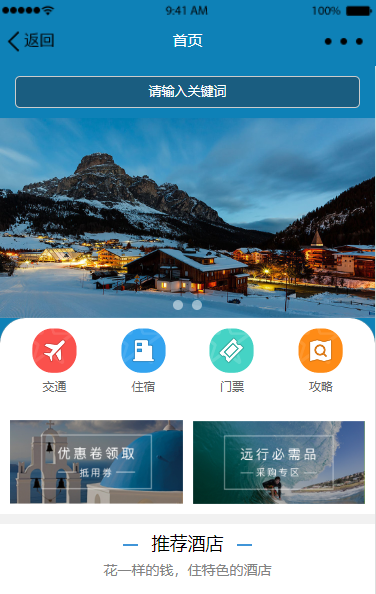 9:41 AM 100%
返回 首页
请输入关键词
交通 住宿 门票 攻略
优惠卷领取
抵用券
远行必需品
采购专区
推荐酒店
花一样的钱，住特色的酒店